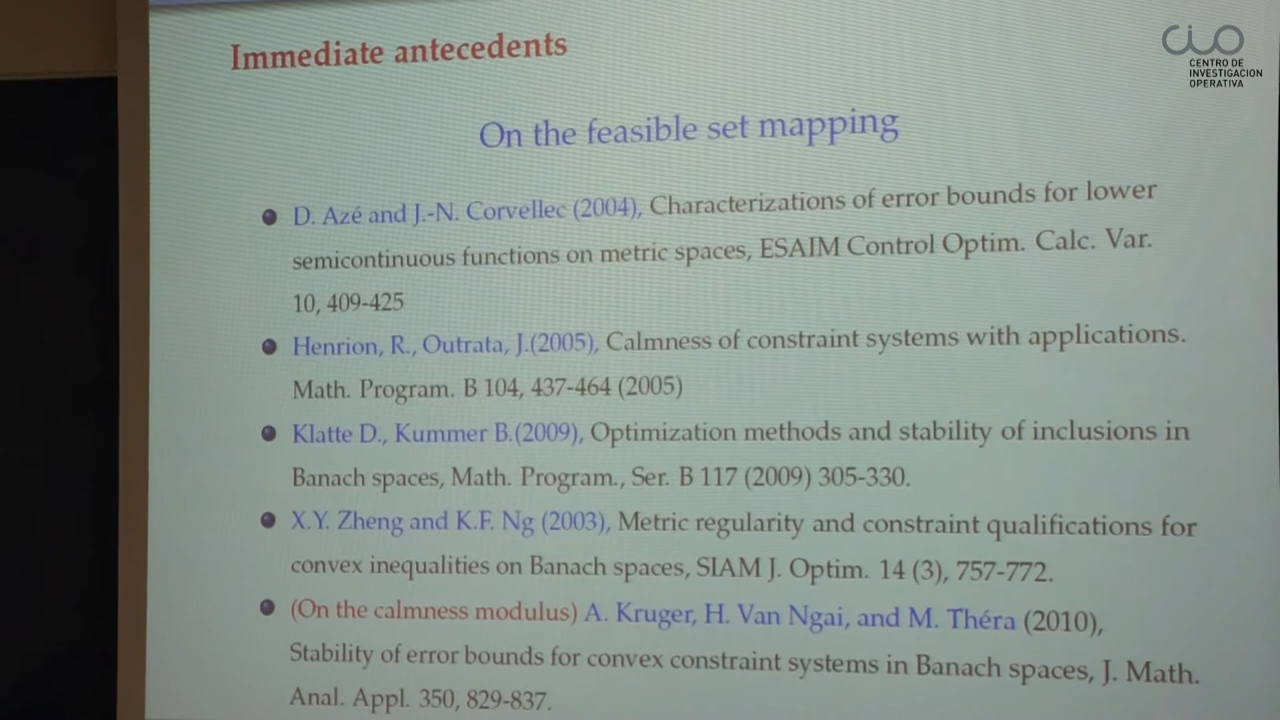 Immediate antecedents
CIO
CENTRO DE
INVESTIGACION
OPERATIVA
On the feasible set mapping
D. Azé and J.-N. Corvellec (2004), Characterizations of error bounds for lower
semicontinuous functions on metric spaces, ESAIM Control Optim. Calc. Var.
10, 409-425
Henrion, R., Outrata, J.(2005), Calmness of constraint systems with applications.
Math. Program. B 104, 437-464 (2005)
Klatte D., Kummer B.(2009), Optimization methods and stability of inclusions in
Banach spaces, Math. Program., Ser. B 117 (2009) 305-330.
X.Y. Zheng and K.F. Ng (2003), Metric regularity and constraint qualifications for
convex inequalities on Banach spaces, SIAM J. Optim. 14 (3), 757-772.
(On the calmness modulus) A. Kruger, H. Van Ngai, and M. Théra (2010),
Stability of error bounds for convex constraint systems in Banach spaces, J. Math.
Anal. Appl. 350, 829-837.